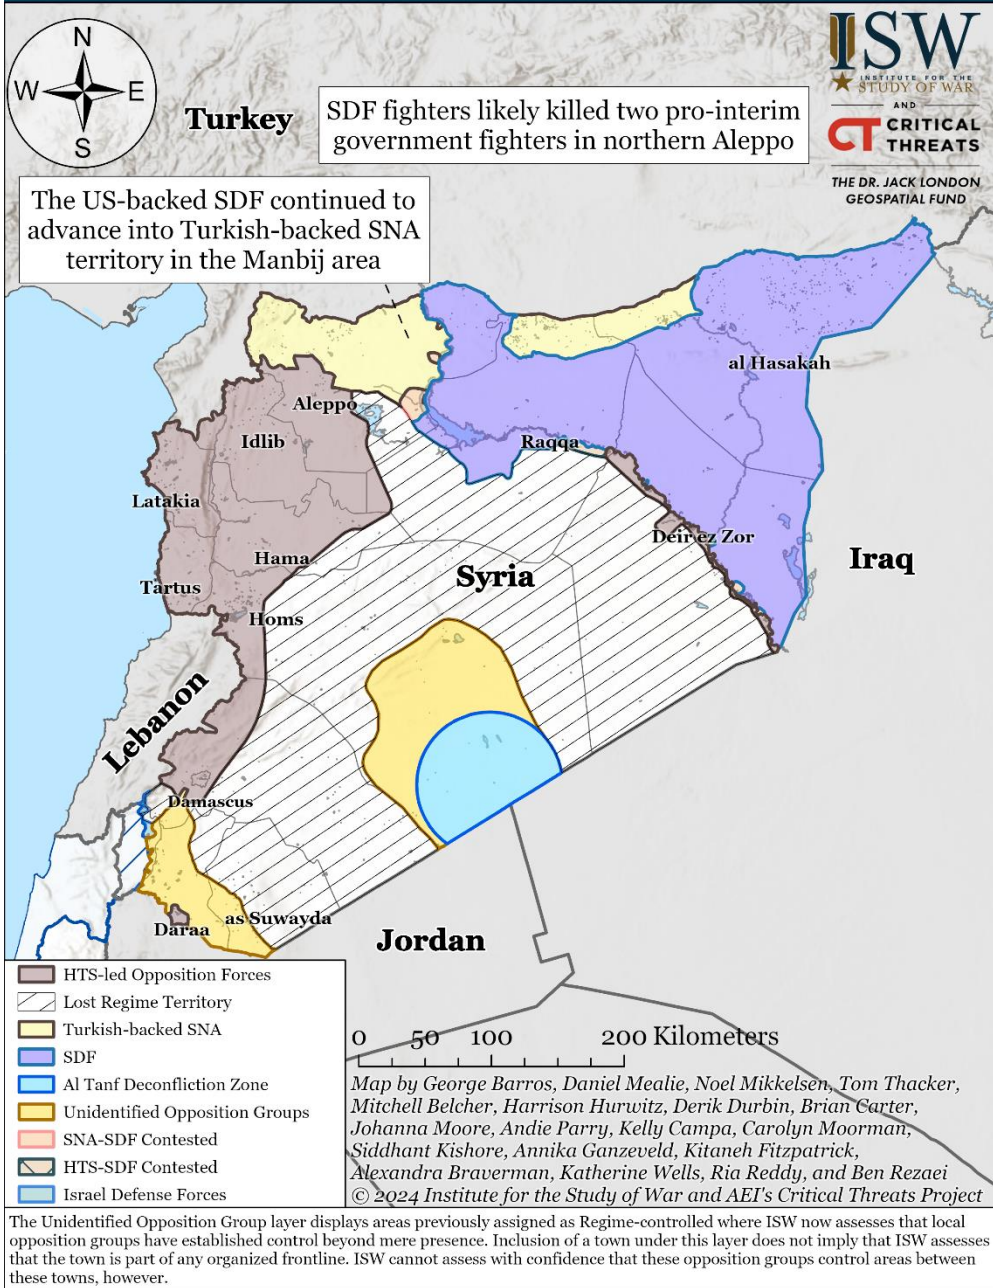 N
W E
S
ISW
INSTITUTE FOR THE
STUDY OF WAR
AND
CT CRITICAL
THREATS
THE DR. JACK LONDON
GEOSPATIAL FUND
Turkey
SDF fighters likely killed two pro-interim
government fighters in northern Aleppo
The US-backed SDF continued to
advance into Turkish-backed SNA
territory in the Manbij area
al Hasakah
Aleppo
Idlib
Raqqa
Latakia
Deir ez Zor
Hama
Iraq
Syria
Tartus
Homs
Lebanon
Damascus
as Suwayda
Daraa
Jordan
HTS-led Opposition Forces
Lost Regime Territory
Turkish-backed SNA
SDF
Al Tanf Deconfliction Zone
Unidentified Opposition Groups
SNA-SDF Contested
HTS-SDF Contested
Israel Defense Forces
0 50 100 200 Kilometers
Map by George Barros, Daniel Mealie, Noel Mikkelsen, Tom Thacker,
Mitchell Belcher, Harrison Hurwitz, Derik Durbin, Brian Carter,
Johanna Moore, Andie Parry, Kelly Campa, Carolyn Moorman,
Siddhant Kishore, Annika Ganzeveld, Kitaneh Fitzpatrick,
Alexandra Braverman, Katherine Wells, Ria Reddy, and Ben Rezaei
© 2024 Institute for the Study of War and AEI's Critical Threats Project
The Unidentified Opposition Group layer displays areas previously assigned as Regime-controlled where ISW now assesses that local
opposition groups have established control beyond mere presence. Inclusion of a town under this layer does not imply that ISW assesses
that the town is part of any organized frontline. ISW cannot assess with confidence that these opposition groups control areas between
these towns, however.